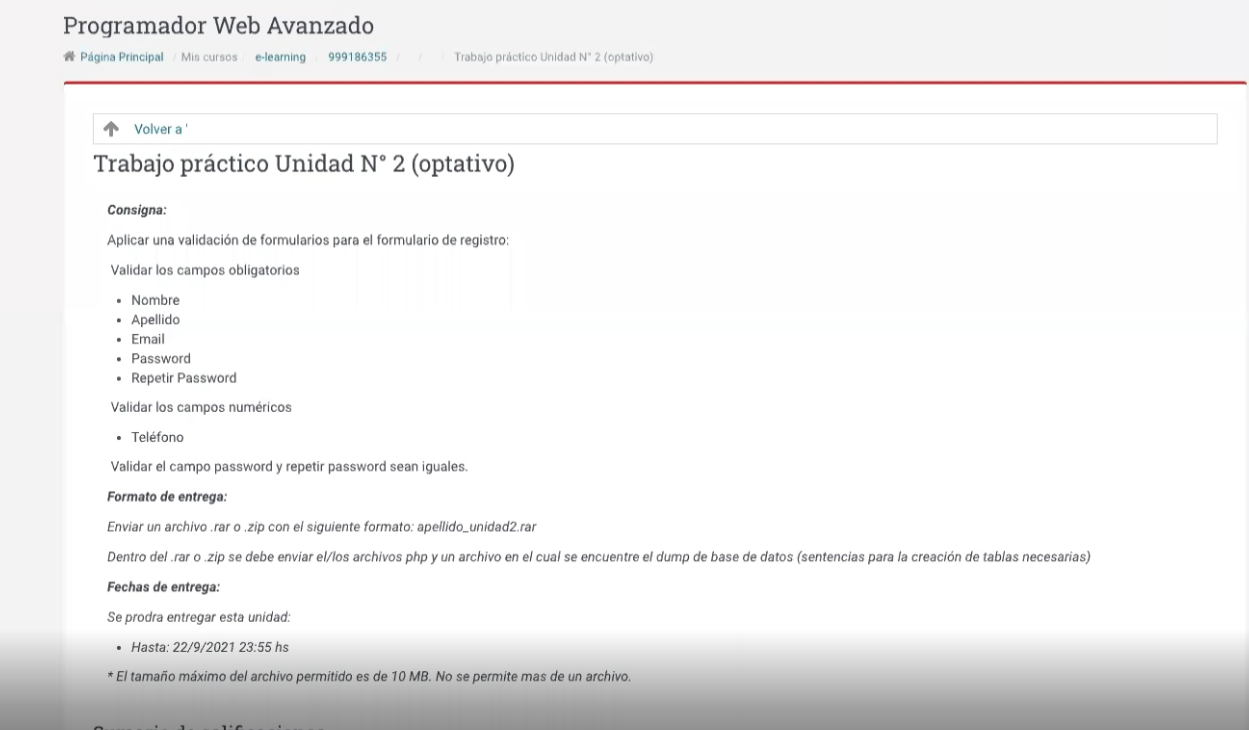 Programador Web Avanzado
Página Principal / Mis cursos / e-learning / 999186355 / / / Trabajo práctico Unidad N° 2 (optativo)
Volver a '
Trabajo práctico Unidad N° 2 (optativo)
Consigna:
Aplicar una validación de formularios para el formulario de registro:
Validar los campos obligatorios
• Nombre
• Apellido
• Email
• Password
• Repetir Password
Validar los campos numéricos
• Teléfono
Validar el campo password y repetir password sean iguales.
Formato de entrega:
Enviar un archivo .rar o .zip con el siguiente formato: apellido_unidad2.rar
Dentro del .rar o .zip se debe enviar el/los archivos php y un archivo en el cual se encuentre el dump de base de datos (sentencias para la creación de tablas necesarias)
Fechas de entrega:
Se prodra entregar esta unidad:
• Hasta: 22/9/2021 23:55 hs
* El tamaño máximo del archivo permitido es de 10 MB. No se permite mas de un archivo.